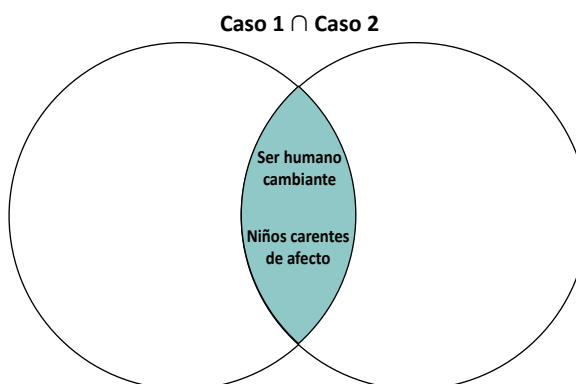 Caso 1 ∩ Caso 2
Ser humano
cambiante
Niños carentes
de afecto